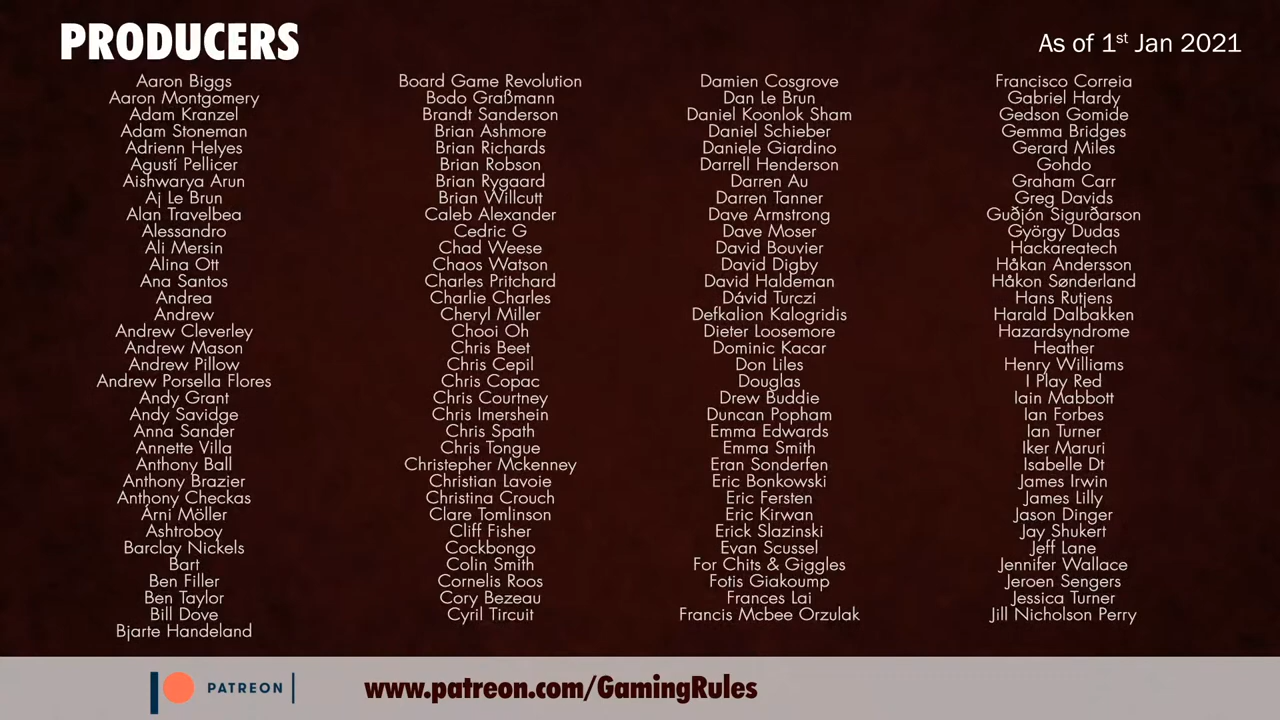 PRODUCERS
As of 1st Jan 2021
Aaron Biggs
Aaron Montgomery
Adam Kranzel
Adam Stoneman
Adrienn Helyes
Agustí Pellicer
Aishwarya Arun
Aj Le Brun
Alan Travelbea
Alessandro
Ali Mersin
Alina Ott
Ana Santos
Andrea
Andrew
Andrew Cleverley
Andrew Mason
Andrew Pillow
Andrew Porsella Flores
Andy Grant
Andy Savidge
Anna Sander
Annette Villa
Anthony Ball
Anthony Brazier
Anthony Checkas
Árni Möller
Ashtroboy
Barclay Nickels
Bart
Ben Filler
Ben Taylor
Bill Dove
Bjarte Handeland
Board Game Revolution
Bodo Graßmann
Brandt Sanderson
Brian Ashmore
Brian Richards
Brian Robson
Brian Rygaard
Brian Willcutt
Caleb Alexander
Cedric G
Chad Weese
Chaos Watson
Charles Pritchard
Charlie Charles
Cheryl Miller
Chooi Oh
Chris Beet
Chris Cepil
Chris Copac
Chris Courtney
Chris Imershein
Chris Spath
Chris Tongue
Christepher Mckenney
Christian Lavoie
Christina Crouch
Clare Tomlinson
Cliff Fisher
Cockbongo
Colin Smith
Cornelis Roos
Cory Bezeau
Cyril Tircuit
Damien Cosgrove
Dan Le Brun
Daniel Koonlok Sham
Daniel Schieber
Daniele Giardino
Darrell Henderson
Darren Au
Darren Tanner
Dave Armstrong
Dave Moser
David Bouvier
David Digby
David Haldeman
Dávid Turczi
Defkalion Kalogridis
Dieter Loosemore
Dominic Kacar
Don Liles
Douglas
Drew Buddie
Duncan Popham
Emma Edwards
Emma Smith
Eran Sonderfen
Eric Bonkowski
Eric Fersten
Eric Kirwan
Erick Slazinski
Evan Scussel
For Chits & Giggles
Fotis Giakoump
Frances Lai
Francis Mcbee Orzulak
Francisco Correia
Gabriel Hardy
Gedson Gomide
Gemma Bridges
Gerard Miles
Gohdo
Graham Carr
Greg Davids
Guðjón Sigurðarson
György Dudas
Hackareatech
Håkan Andersson
Håkon Sønderland
Hans Rutjens
Harald Dalbakken
Hazardsyndrome
Heather
Henry Williams
I Play Red
Iain Mabbott
Ian Forbes
Ian Turner
Iker Maruri
Isabelle Dt
James Irwin
James Lilly
Jason Dinger
Jay Shukert
Jeff Lane
Jennifer Wallace
Jeroen Sengers
Jessica Turner
Jill Nicholson Perry
PATREON
www.patreon.com/GamingRules